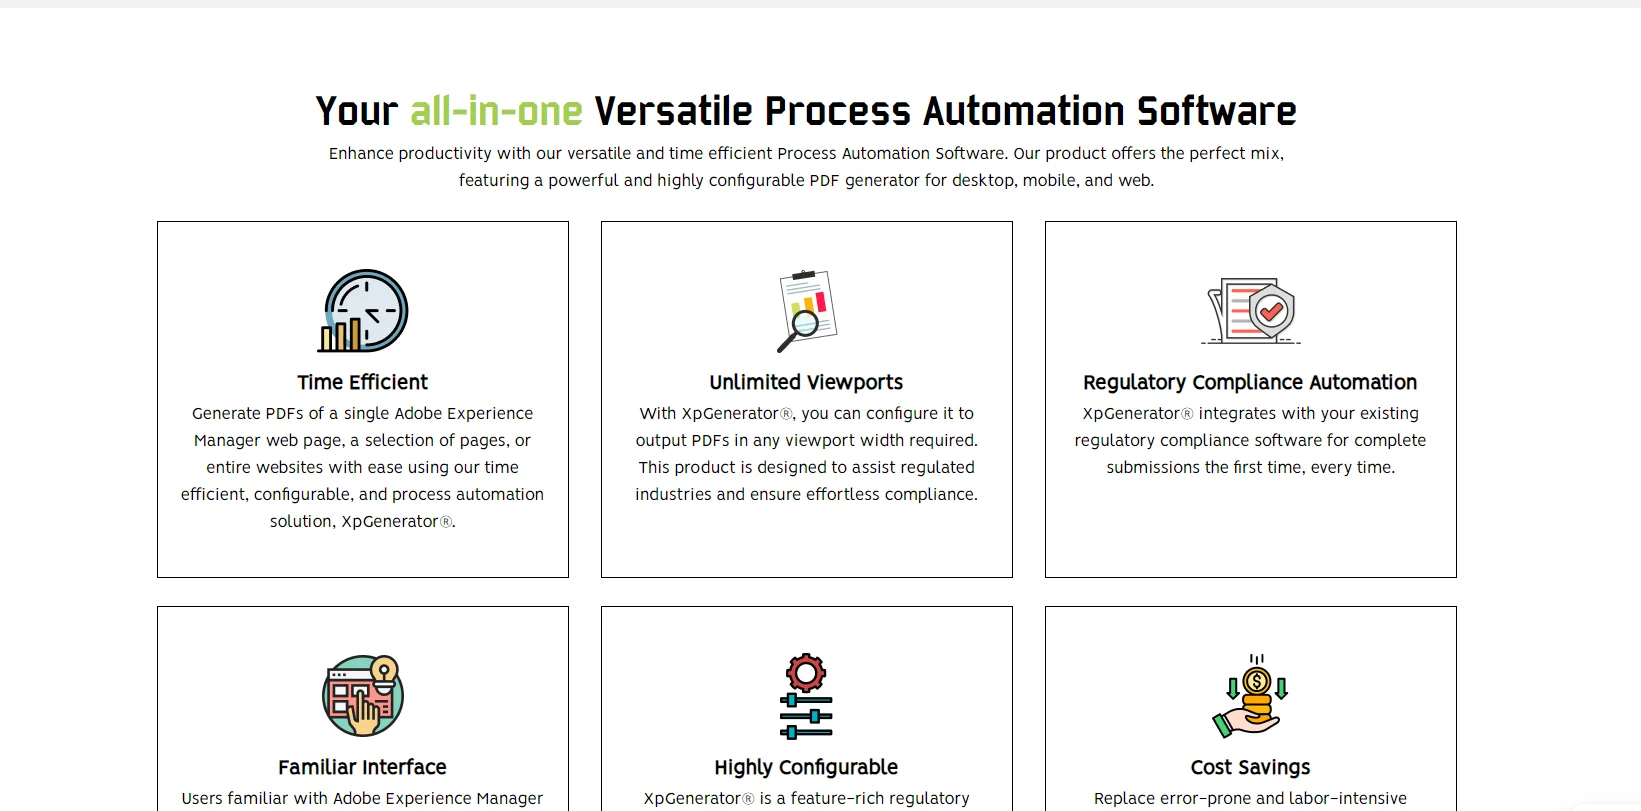 Your all-in-one Versatile Process Automation Software
Enhance productivity with our versatile and time efficient Process Automation Software. Our product offers the perfect mix,
featuring a powerful and highly configurable PDF generator for desktop, mobile, and web.
Time Efficient
Generate PDFs of a single Adobe Experience
Manager web page, a selection of pages, or
entire websites with ease using our time
efficient, configurable, and process automation
solution, XpGenerator®.
Unlimited Viewports
With XpGenerator®, you can configure it to
output PDFs in any viewport width required.
This product is designed to assist regulated
industries and ensure effortless compliance.
Regulatory Compliance Automation
XpGenerator® integrates with your existing
regulatory compliance software for complete
submissions the first time, every time.
Familiar Interface
Users familiar with Adobe Experience Manager
Highly Configurable
XpGenerator® is a feature-rich regulatory
Cost Savings
Replace error-prone and labor-intensive